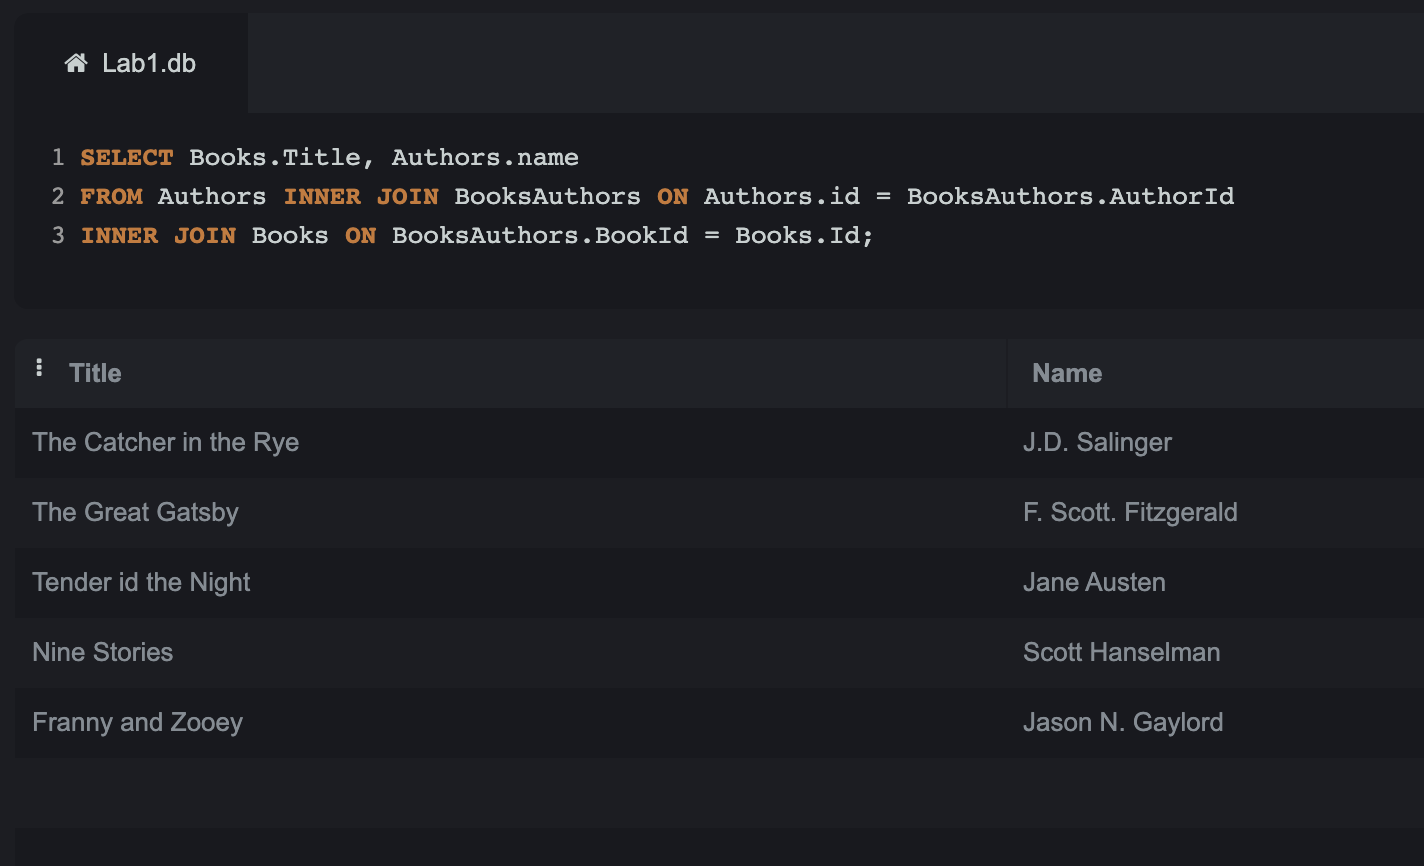 Lab1.db
1 SELECT Books.Title, Authors.name
2 FROM Authors INNER JOIN BooksAuthors ON Authors.id = BooksAuthors.AuthorId
3 INNER JOIN Books ON BooksAuthors.BookId = Books.Id;
Title Name
The Catcher in the Rye J.D. Salinger
The Great Gatsby F. Scott. Fitzgerald
Tender id the Night Jane Austen
Nine Stories Scott Hanselman
Franny and Zooey Jason N. Gaylord